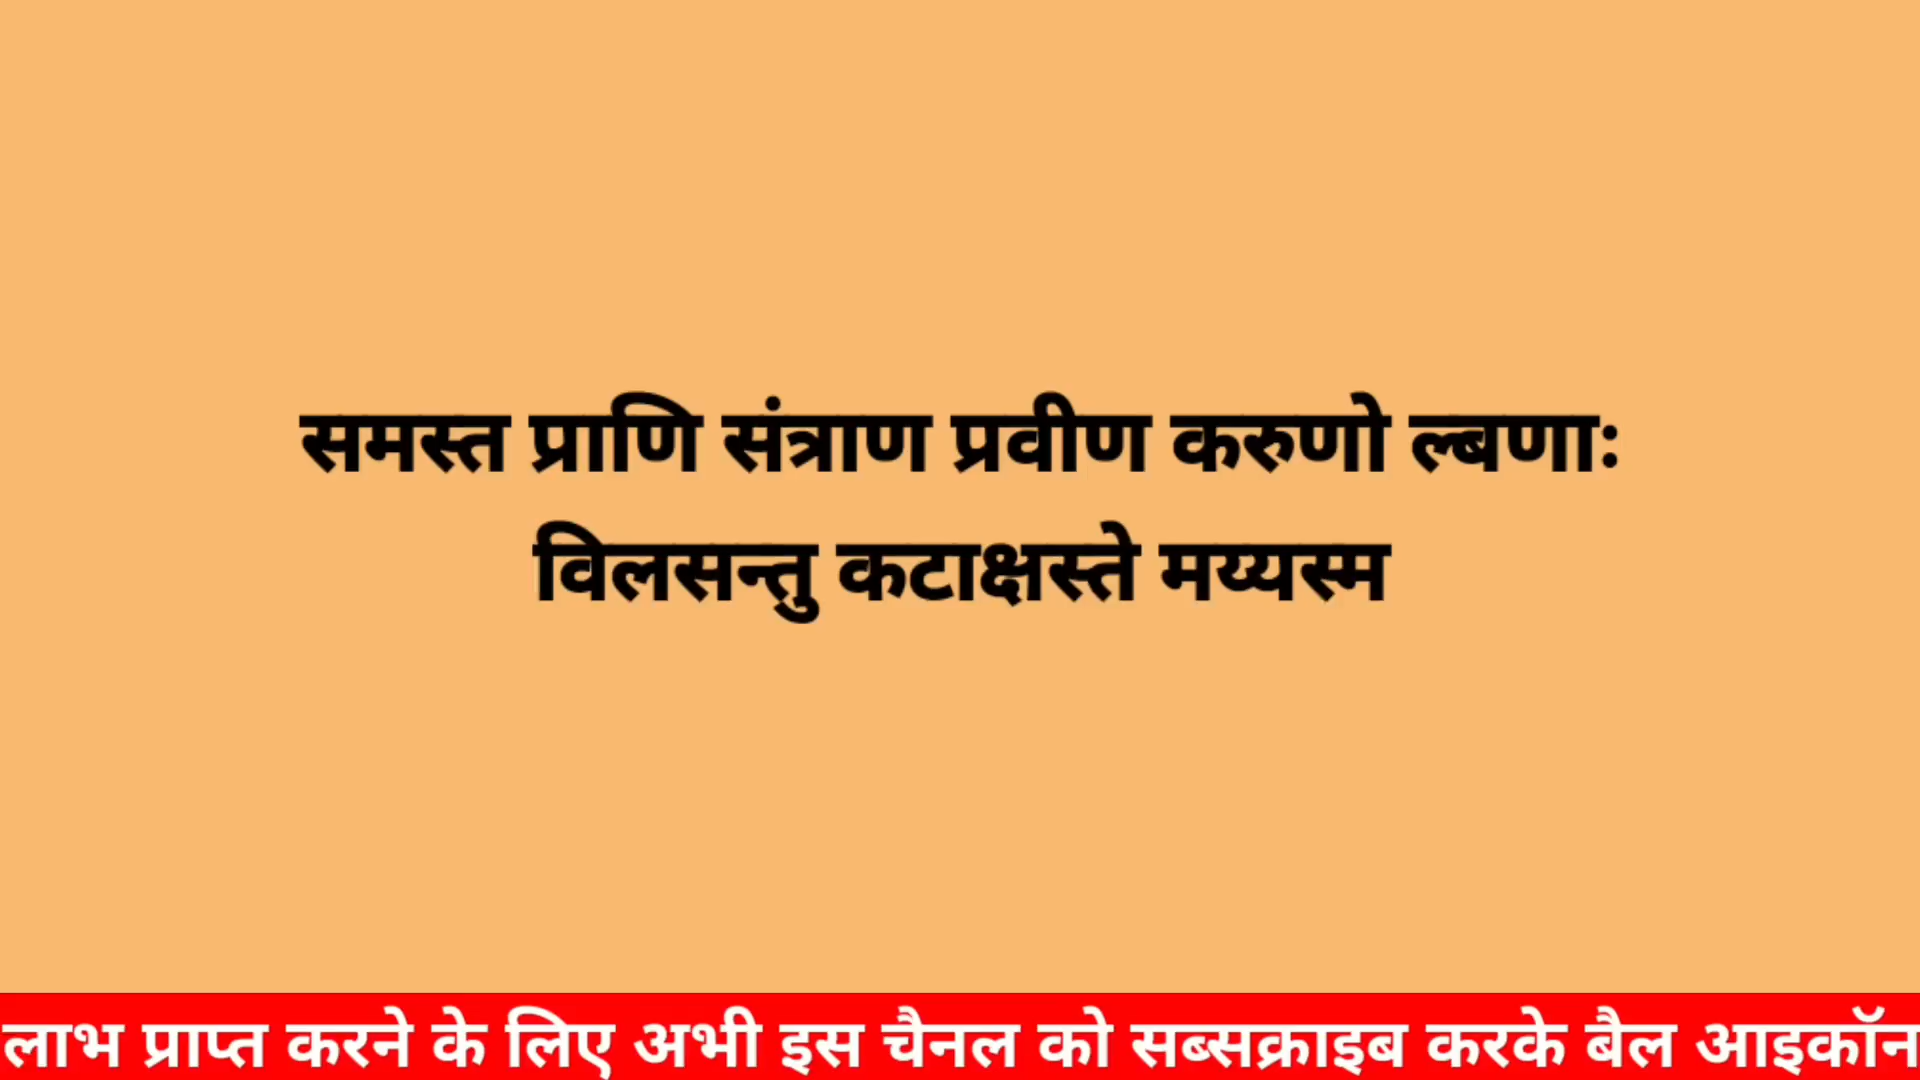 समस्त प्राणि संत्राण प्रवीण करुणो ल्बणाः
विलसन्तु कटाक्षस्ते मय्यस्म
लाभ प्राप्त करने के लिए अभी इस चैनल को सब्सक्राइब करके बैल आइकॉन